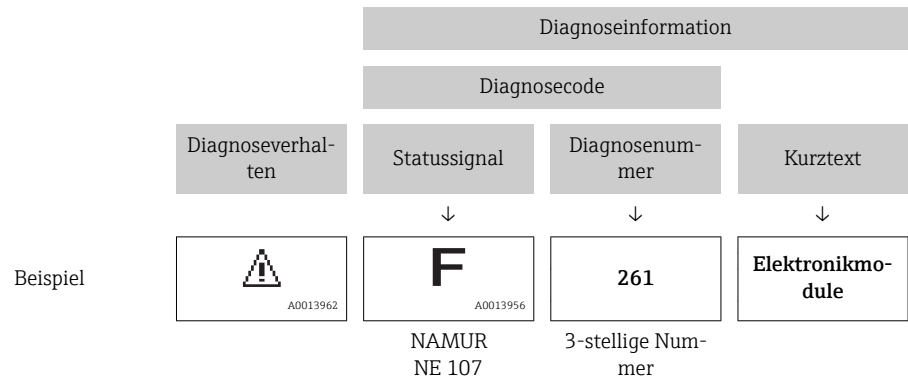 Diagnoseinformation
Diagnosecode
Diagnoseverhal-
ten
Statussignal
Diagnosenum-
mer
Kurztext
↓ ↓ ↓
Beispiel
A0013962
F
A0013956
261
Elektronikmo-
dule
NAMUR
NE 107
3-stellige Num-
mer